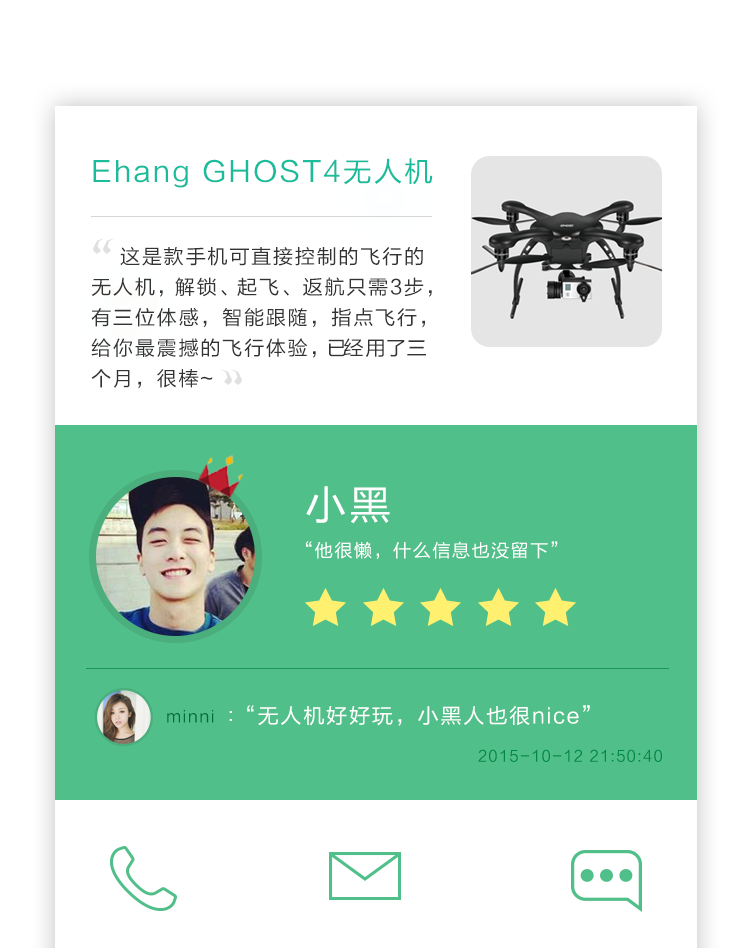 Ehang GHOST4无人机
“ 这是款手机可直接控制的飞行的
无人机，解锁、起飞、返航只需3步，
有三位体感，智能跟随，指点飞行，
给你最震撼的飞行体验，已经用了三
个月，很棒~ ”
小黑
“他很懒，什么信息也没留下”
minni ：“无人机好好玩，小黑人也很nice”
2015-10-12 21:50:40